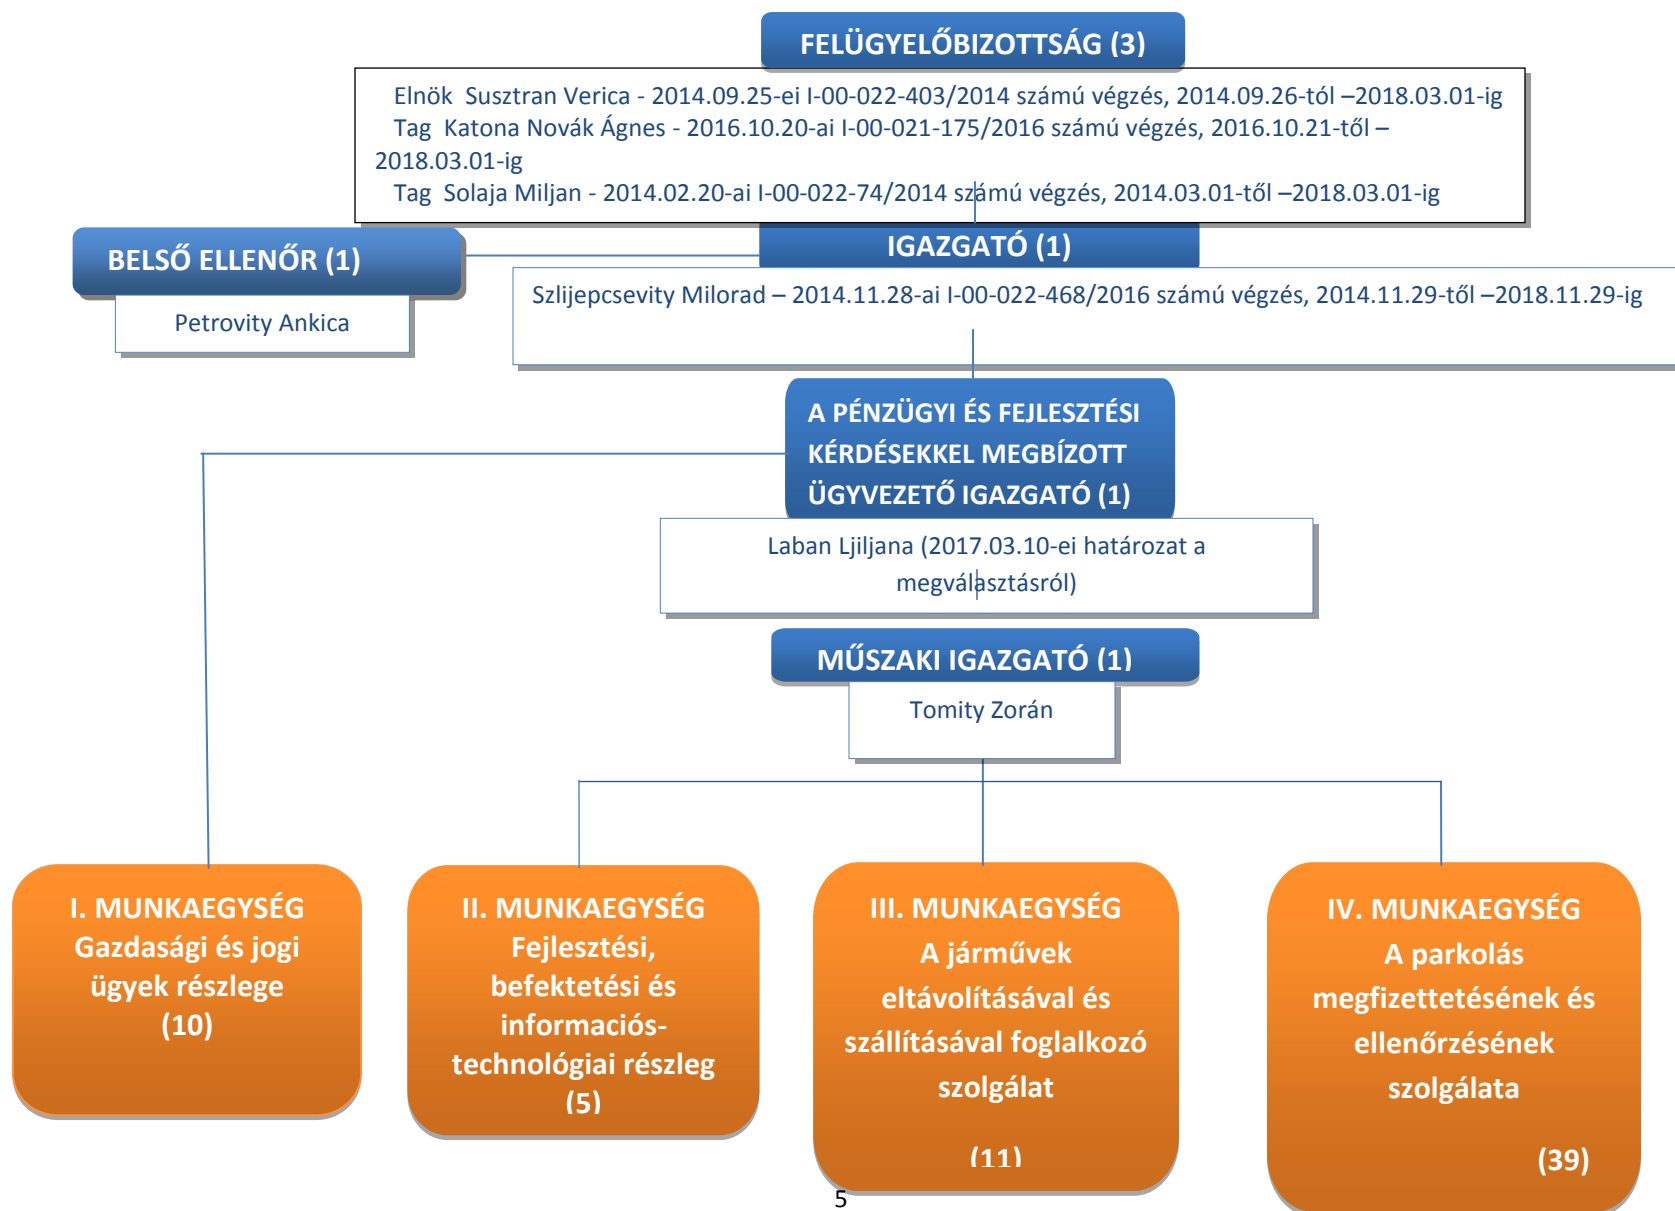 FELÜGYELŐBIZOTTSÁG (3)
Elnök  Susztran Verica - 2014.09.25-ei I-00-022-403/2014 számú végzés, 2014.09.26-tól –2018.03.01-ig
Tag  Katona Novák Ágnes - 2016.10.20-ai I-00-021-175/2016 számú végzés, 2016.10.21-től –
2018.03.01-ig
Tag  Solaja Miljan - 2014.02.20-ai I-00-022-74/2014 számú végzés, 2014.03.01-től –2018.03.01-ig
BELSŐ ELLENŐR (1)
Petrovity Ankica
IGAZGATÓ (1)
Szlijepcsevity Milorad – 2014.11.28-ai I-00-022-468/2016 számú végzés, 2014.11.29-től –2018.11.29-ig
A PÉNZÜGYI ÉS FEJLESZTÉSI
KÉRDÉSEKKEL MEGBÍZOTT
ÜGYVEZETŐ IGAZGATÓ (1)
Laban Ljiljana (2017.03.10-ei határozat a
megválasztásról)
MŰSZAKI IGAZGATÓ (1)
Tomity Zorán
I. MUNKAEGYSÉG
Gazdasági és jogi
ügyek részlege
(10)
II. MUNKAEGYSÉG
Fejlesztési,
befektetési és
informaciós-
technológiai részleg
(5)
III. MUNKAEGYSÉG
A járművek
eltávolításával és
szállításával foglalkozó
szolgálat
(11)
IV. MUNKAEGYSÉG
A parkolás
megfizettetésének és
ellenőrzésének
szolgálata
(39)
5